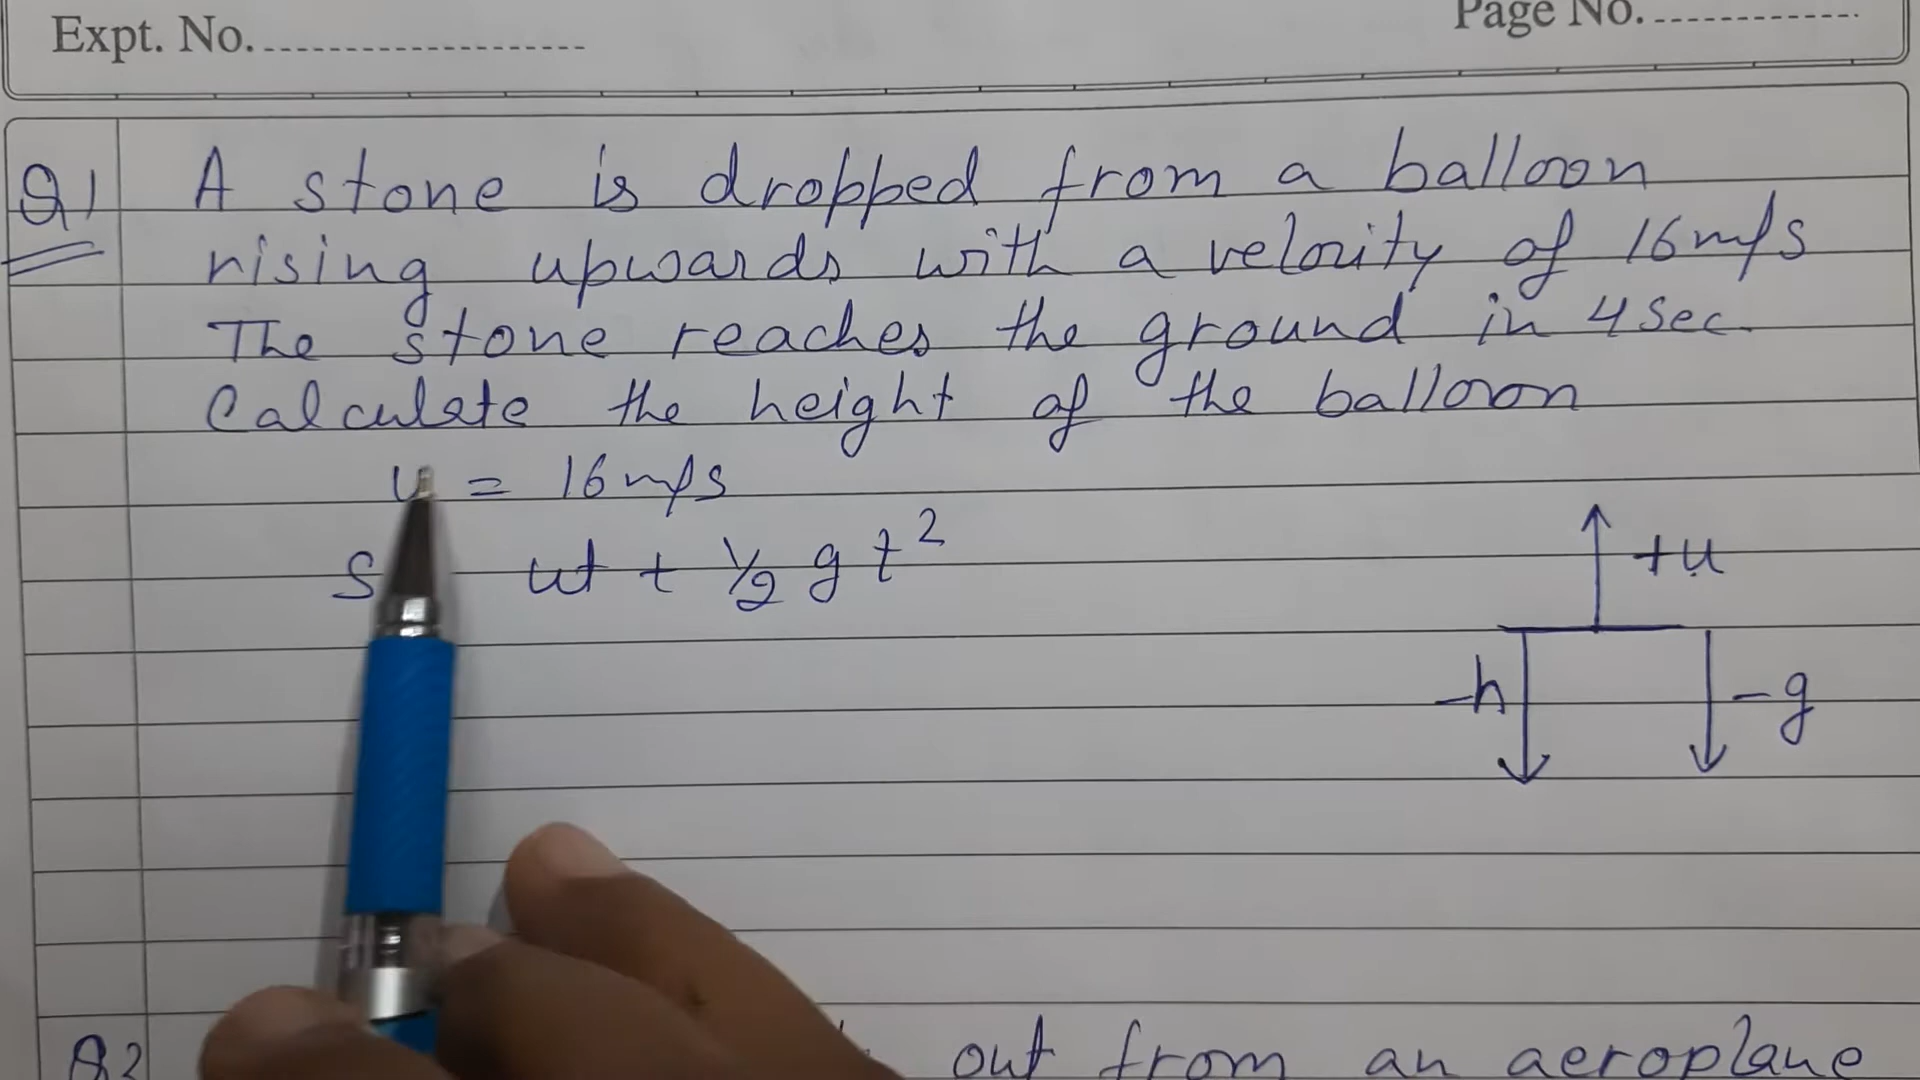 Expt. No.
Page No.
Q1 A stone is dropped from a balloon
rising upwards with a velocity of 16m/s
The stone reaches the ground in 4sec.
Calculate the height of the balloon
u = 16m/s
S ut + 1/2 g t²
+u
-h
-g
Q2 out from an aeroplane